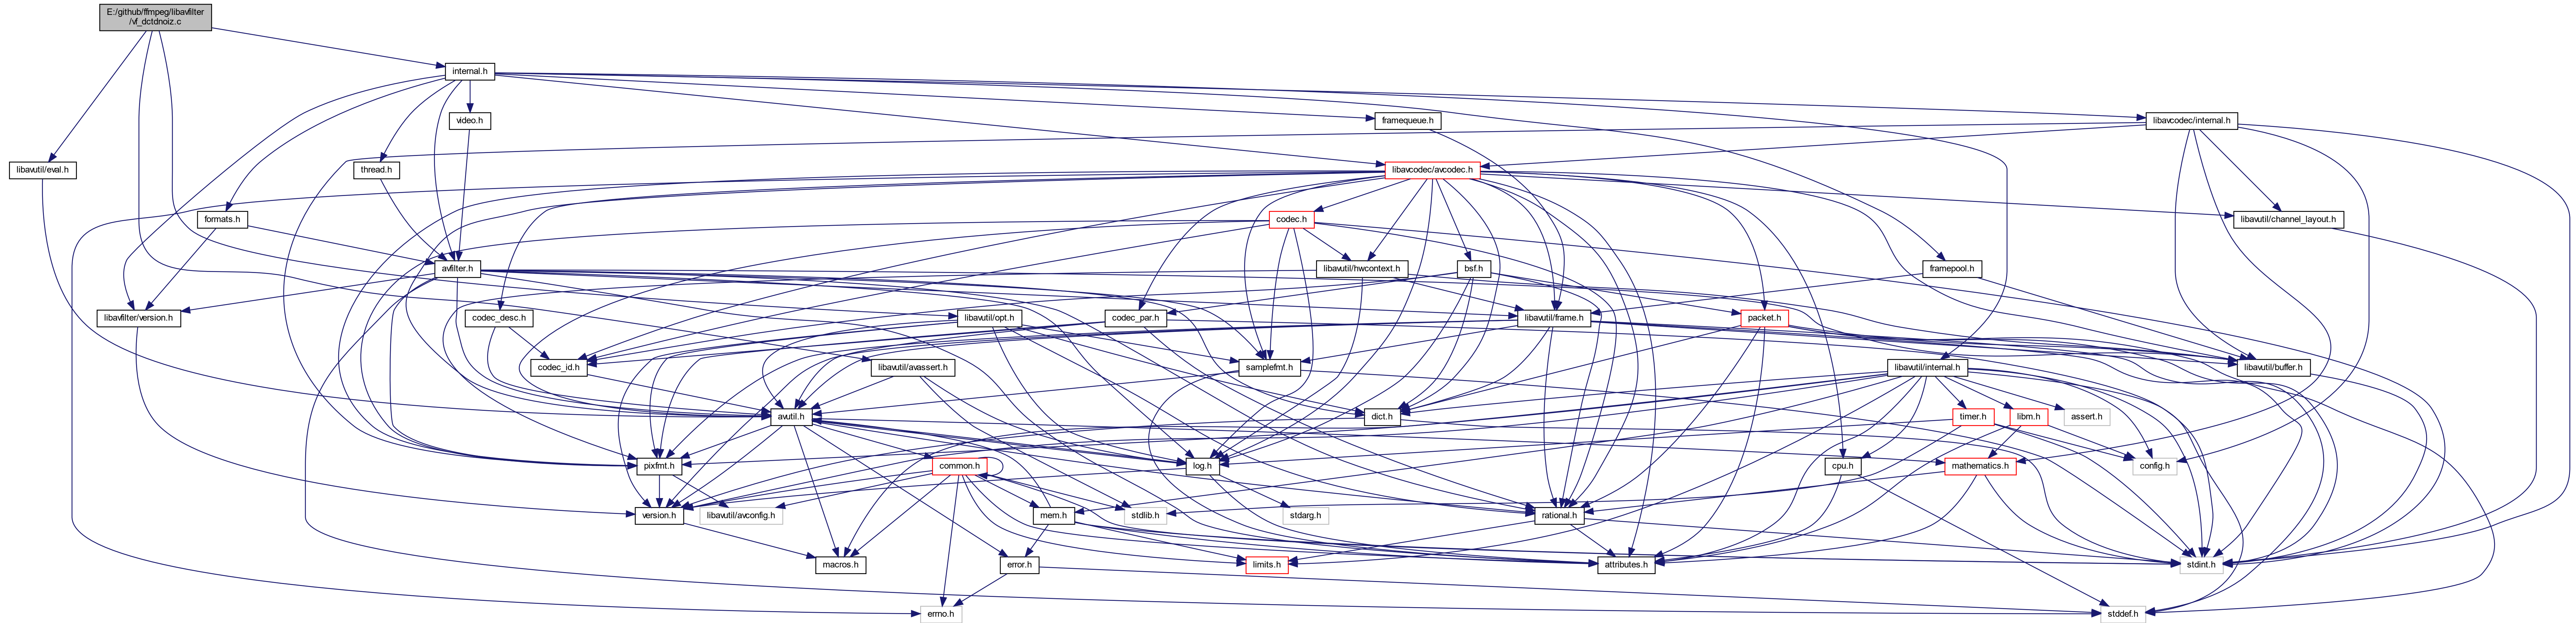 E:/github/ffmpeg/libavfilter
/vf_dctdnoiz.c
internal.h
video.h
framequeue.h
libavcodec/internal.h
libavutil/eval.h
thread.h
libavcodec/avcodec.h
formats.h
codec.h
libavutil/channel_layout.h
avfilter.h
libavutil/hwcontext.h
bsf.h
framepool.h
libavfilter/version.h
codec_desc.h
libavutil/opt.h
codec_par.h
libavutil/frame.h
packet.h
codec_id.h
libavutil/avassert.h
samplefmt.h
libavutil/internal.h
libavutil/buffer.h
avutil.h
dict.h
timer.h
libm.h
assert.h
pixfmt.h
common.h
log.h
cpu.h
mathematics.h
config.h
version.h
libavutil/avconfig.h
mem.h
stdlib.h
stdarg.h
rational.h
macros.h
error.h
limits.h
attributes.h
stdint.h
errno.h
stddef.h